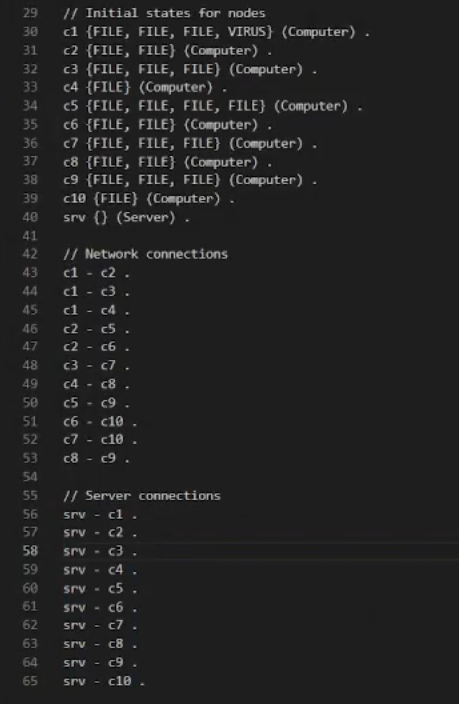 29 // Initial states for nodes
30 c1 {FILE, FILE, FILE, VIRUS} (Computer) .
31 c2 {FILE, FILE} (Computer) .
32 c3 {FILE, FILE, FILE} (Computer) .
33 c4 {FILE} (Computer) .
34 c5 {FILE, FILE, FILE, FILE} (Computer) .
35 c6 {FILE, FILE} (Computer) .
36 c7 {FILE, FILE, FILE} (Computer) .
37 c8 {FILE, FILE} (Computer) .
38 c9 {FILE, FILE, FILE} (Computer) .
39 c10 {FILE} (Computer) .
40 srv {} (Server) .
41
42 // Network connections
43 c1 - c2 .
44 c1 - c3 .
45 c1 - c4 .
46 c2 - c5 .
47 c2 - c6 .
48 c3 - c7 .
49 c4 - c8 .
50 c5 - c9 .
51 c6 - c10 .
52 c7 - c10 .
53 c8 - c9 .
54
55 // Server connections
56 srv - c1 .
57 srv - c2 .
58 srv - c3 .
59 srv - c4 .
60 srv - c5 .
61 srv - c6 .
62 srv - c7 .
63 srv - c8 .
64 srv - c9 .
65 srv - c10 .